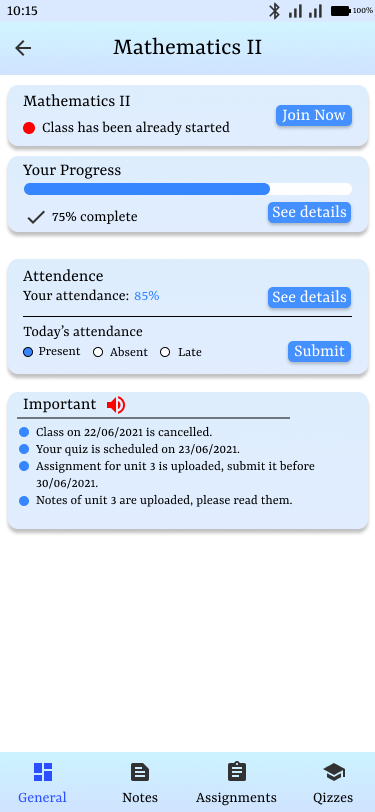 10:15
100%
Mathematics II
Mathematics II
Class has been already started
Join Now
Your Progress
75% complete
See details
Attendence
Your attendance: 85%
See details
Today's attendance
Present
Absent
Late
Submit
Important
Class on 22/06/2021 is cancelled.
Your quiz is scheduled on 23/06/2021.
Assignment for unit 3 is uploaded, submit it before
30/06/2021.
Notes of unit 3 are uploaded, please read them.
General
Notes
Assignments
Qizzes